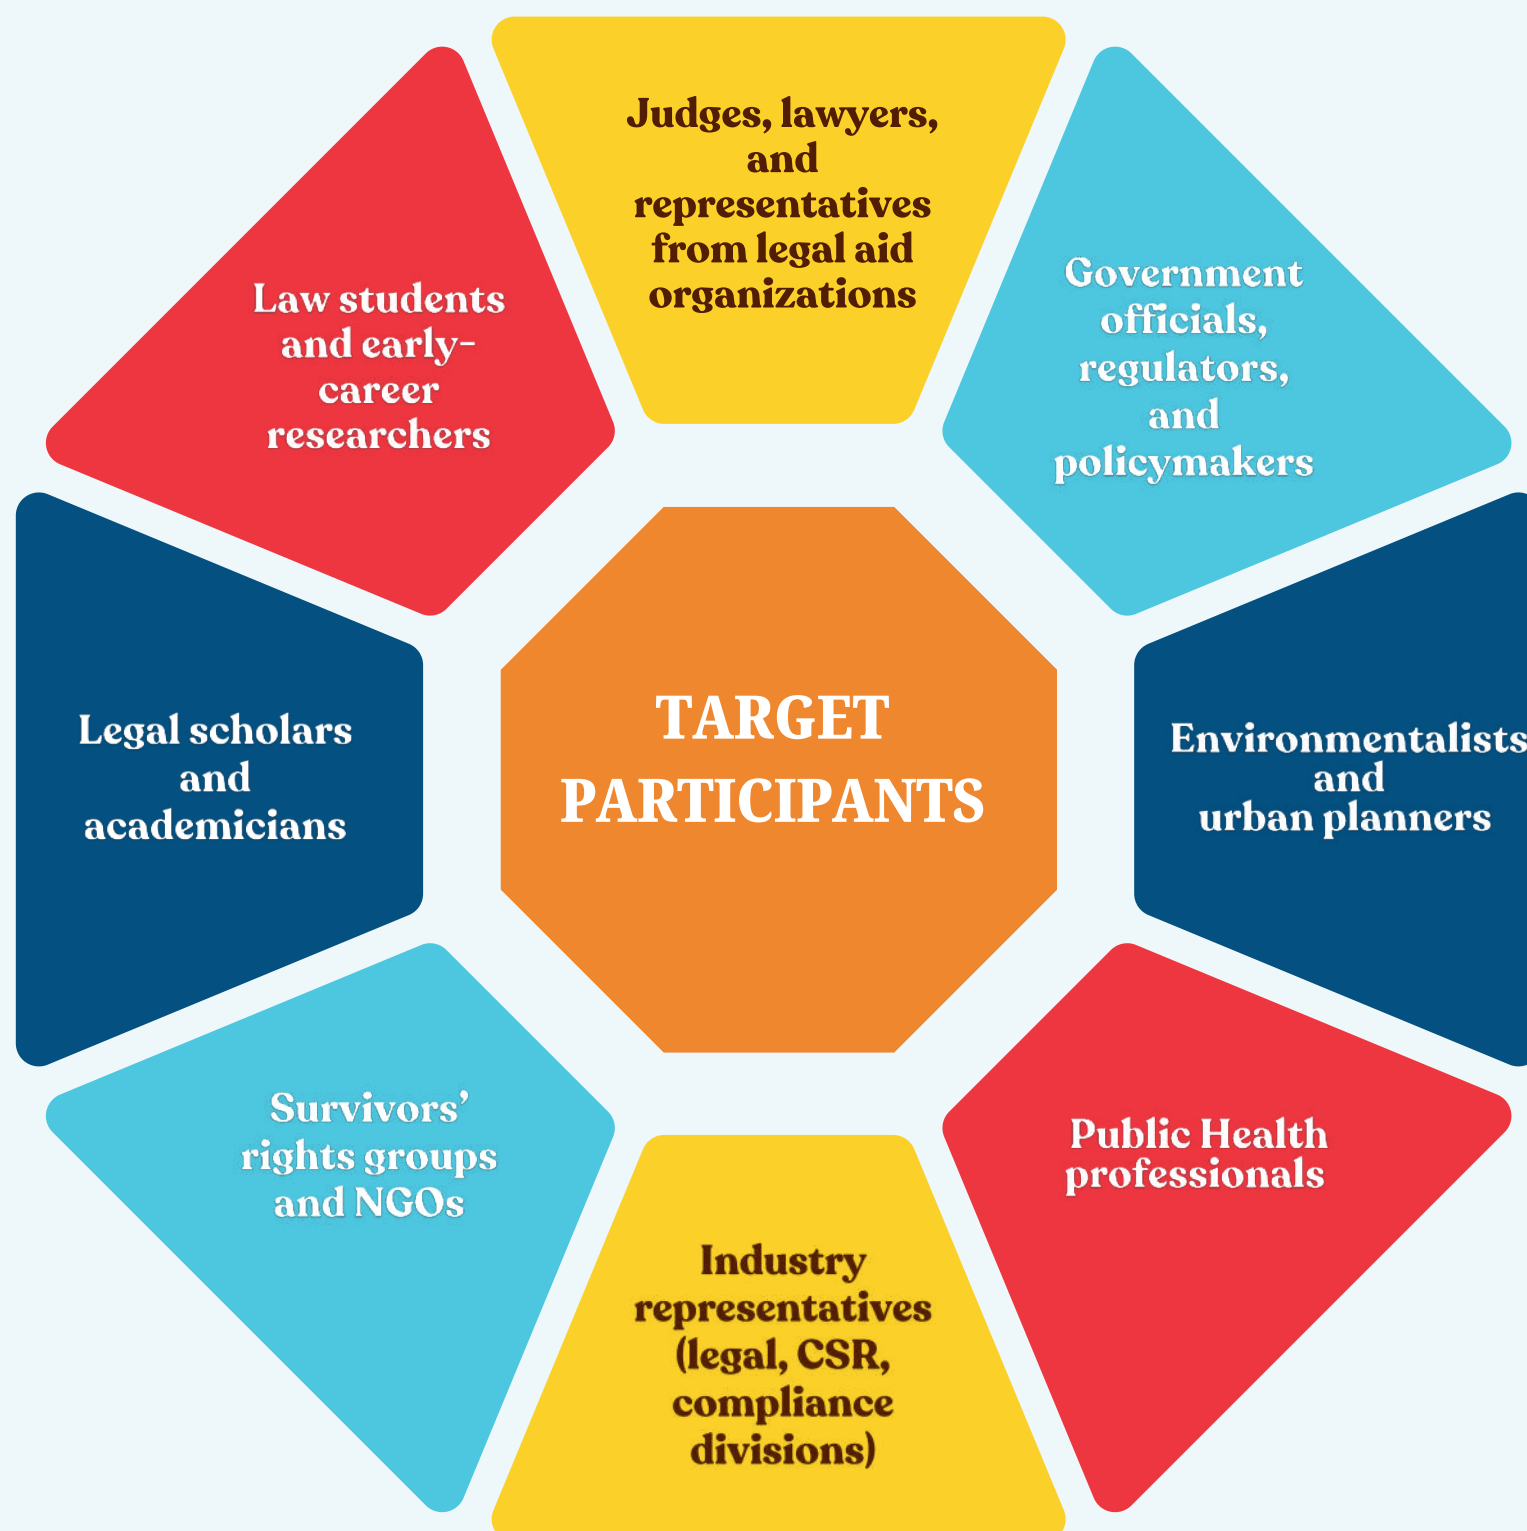 Judges, lawyers,
and
representatives
from legal aid
organizations
Government
officials,
regulators,
and
policymakers
Environmentalists
and
urban planners
Public Health
professionals
Industry
representatives
(legal, CSR,
compliance
divisions)
Survivors’
rights groups
and NGOs
Legal scholars
and
academicians
Law students
and early-
career
researchers
TARGET
PARTICIPANTS